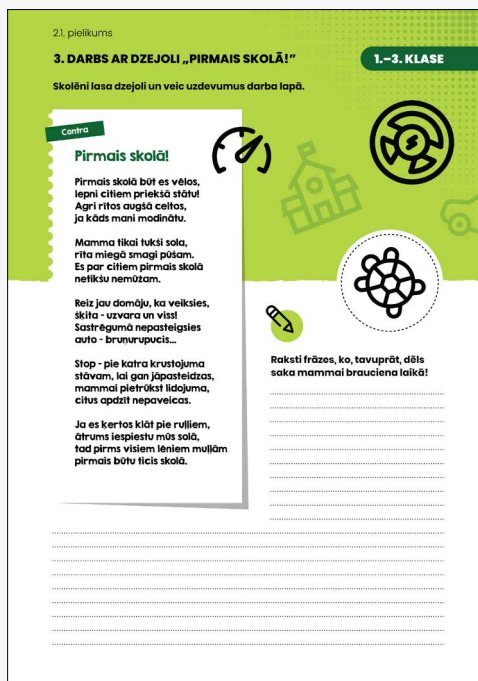 2.1. pielikums
3. DARBS AR DZEJOLI „PIRMAIS SKOLĀ!”
1.–3. KLASE
Skolēni lasa dzejoli un veic uzdevumus darba lapā.
Contra
Pirmais skolā!
Pirmais skolā būt es vēlos,
lepni citiem priekšā stātu!
Agri rītos augšā celtos,
ja kāds mani modinātu.
Mamma tikai tukši sola,
rīta miegā smagi pūšam.
Es par citiem pirmais skolā
netikšu nemūžam.
Reiz jau domāju, ka veiksies,
šķita - uzvara un viss!
Sastrēgumā nepasteigsies
auto - bruņurupucis...
Stop - pie katra krustojuma
stāvam, lai gan jāpasteidzas,
mammai pietrūkst lidojuma,
citus apdzīt nepaveicas.
Ja es ķertos klāt pie ruļļiem,
ātrums iespiestu mūs solā,
tad pirms visiem lēniem muļļām
pirmais būtu ticis skolā.
Raksti frāzes, ko, tavuprāt, dēls
saka mammai brauciena laikā!